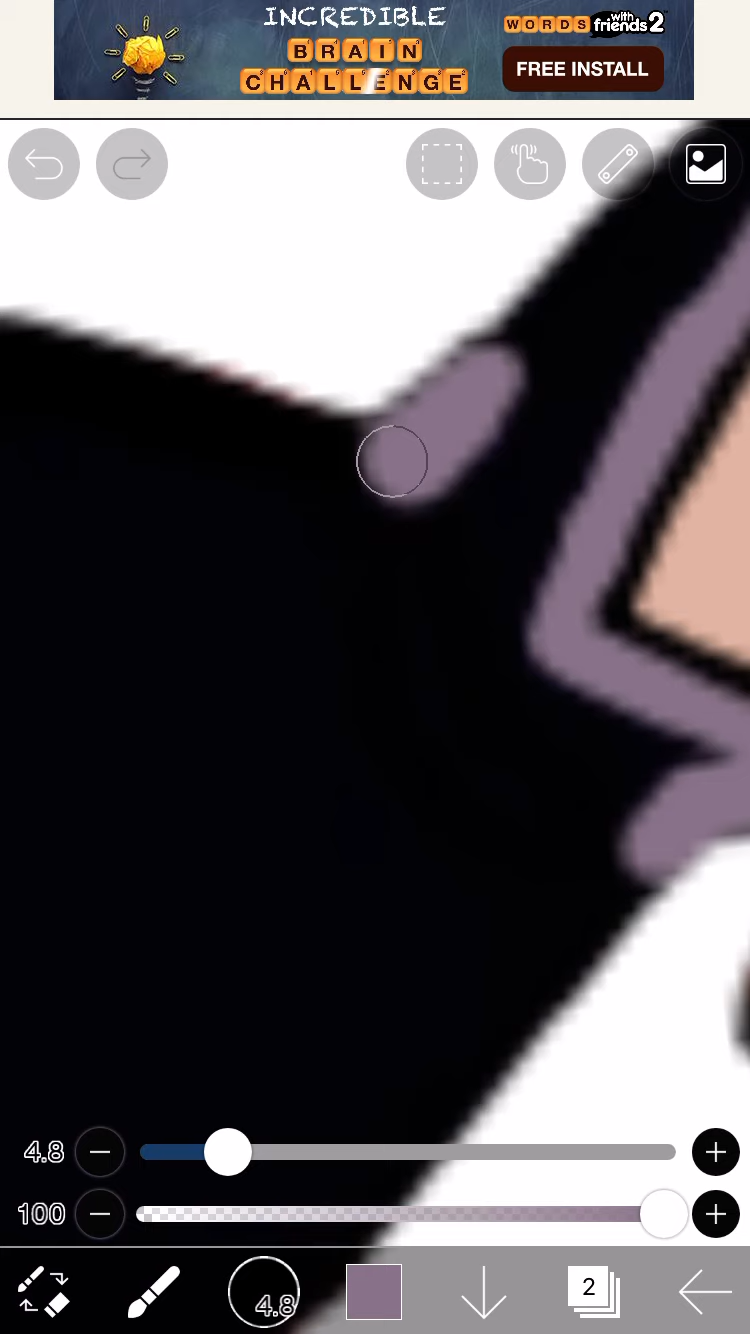 INCREDIBLE
BRAIN
CHALLENGE
WORDS with friends 2
FREE INSTALL
4.8
100
4.8
2